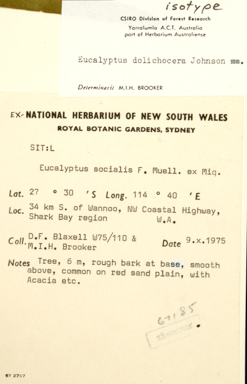 isotype
CSIRO Division of Forest Research
Yarralumla A.C.T. Australia
part of Herbarium Australiense
Eucalyptus dolichocera Johnson ms.
Determinavit M.I.H. BROOKER
EX- NATIONAL HERBARIUM OF NEW SOUTH WALES
ROYAL BOTANIC GARDENS, SYDNEY
SIT:L
Eucalyptus socialis F. Muell. ex Miq.
Lat. 27 ° 30 'S Long. 114 ° 40 'E
Loc. 34 km S. of Wannoo, NW Coastal Highway,
Shark Bay region W.A.
Coll. D.F. Blaxell W75/110 &
M.I.H. Brooker Date 9.x.1975
Notes Tree, 6 m, rough bark at base, smooth
above, common on red sand plain, with
Acacia etc.
67185